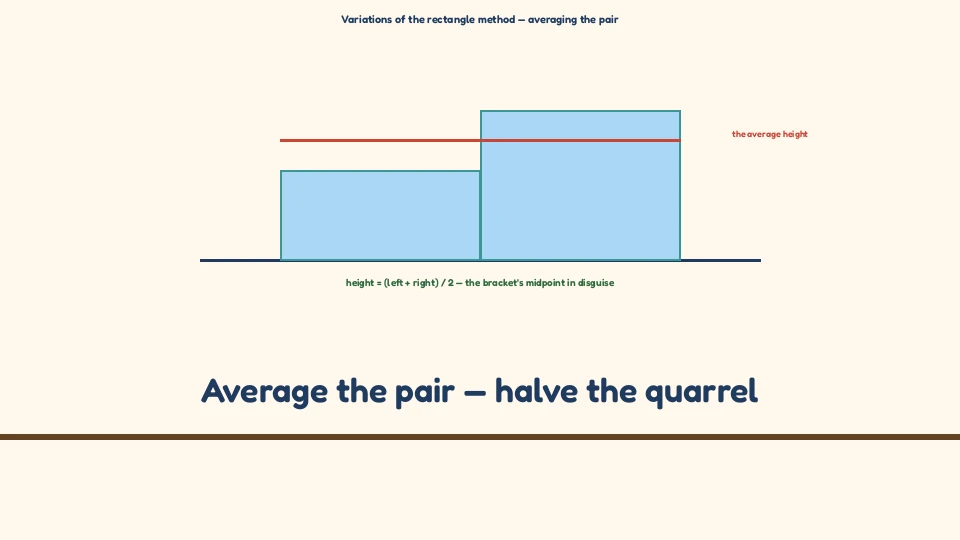 Variations of the rectangle method — averaging the pair
the average height
height = (left + right) / 2 — the bracket's midpoint in disguise
Average the pair — halve the quarrel